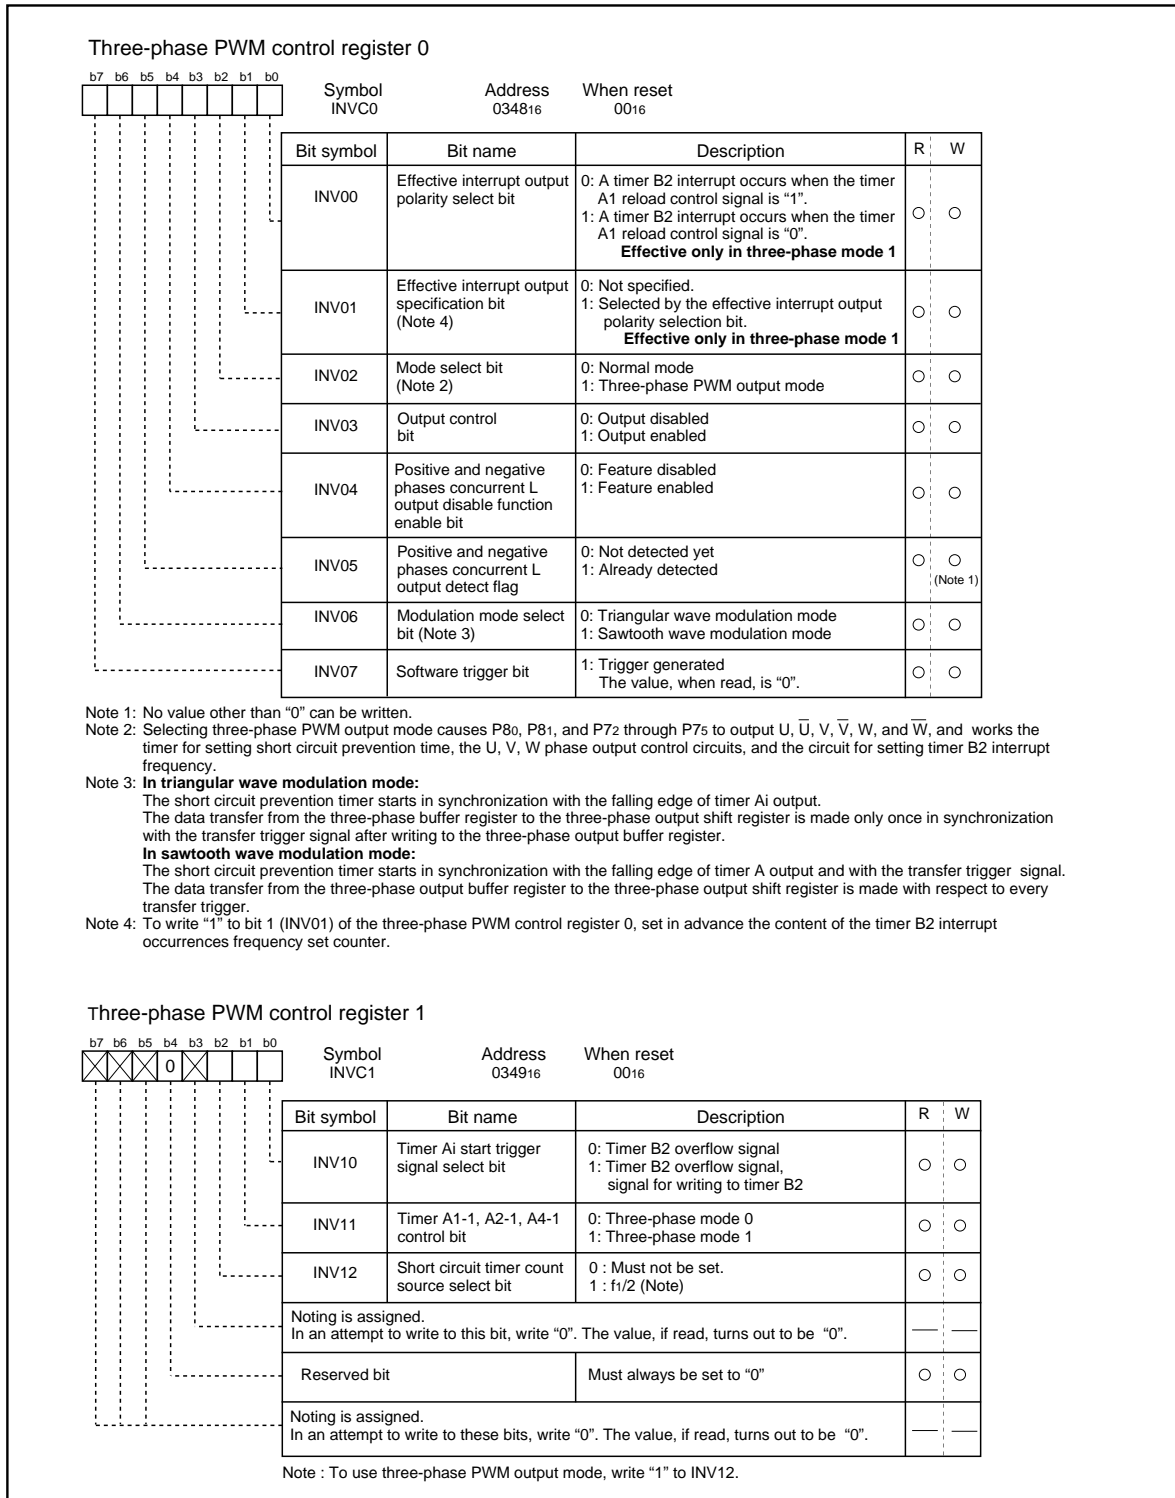 Three-phase PWM control register 0
b7 b6 b5 b4 b3 b2 b1 b0
Symbol Address When reset
INVC0 034816 0016
Bit symbol Bit name Description R W
INV00
Effective interrupt output
polarity select bit
0: A timer B2 interrupt occurs when the timer
A1 reload control signal is “1”.
1: A timer B2 interrupt occurs when the timer
A1 reload control signal is “0”.
Effective only in three-phase mode 1
INV01
Effective interrupt output
specification bit
(Note 4)
0: Not specified.
1: Selected by the effective interrupt output
polarity selection bit.
Effective only in three-phase mode 1
INV02
Mode select bit
(Note 2)
0: Normal mode
1: Three-phase PWM output mode
INV03
Output control
bit
0: Output disabled
1: Output enabled
INV04
Positive and negative
phases concurrent L
output disable function
enable bit
0: Feature disabled
1: Feature enabled
INV05
Positive and negative
phases concurrent L
output detect flag
0: Not detected yet
1: Already detected
(Note 1)
INV06
Modulation mode select
bit (Note 3)
0: Triangular wave modulation mode
1: Sawtooth wave modulation mode
INV07
Software trigger bit
1: Trigger generated
The value, when read, is “0”.
Note 1: No value other than “0” can be written.
Note 2: Selecting three-phase PWM output mode causes P80, P81, and P72 through P75 to output U, U̅, V, V̅, W, and W̅, and works the
timer for setting short circuit prevention time, the U, V, W phase output control circuits, and the circuit for setting timer B2 interrupt
frequency.
Note 3: In triangular wave modulation mode:
The short circuit prevention timer starts in synchronization with the falling edge of timer Ai output.
The data transfer from the three-phase buffer register to the three-phase output shift register is made only once in synchronization
with the transfer trigger signal after writing to the three-phase output buffer register.
In sawtooth wave modulation mode:
The short circuit prevention timer starts in synchronization with the falling edge of timer A output and with the transfer trigger signal.
The data transfer from the three-phase output buffer register to the three-phase output shift register is made with respect to every
transfer trigger.
Note 4: To write “1” to bit 1 (INV01) of the three-phase PWM control register 0, set in advance the content of the timer B2 interrupt
occurrences frequency set counter.
Three-phase PWM control register 1
b7 b6 b5 b4 b3 b2 b1 b0
0
Symbol Address When reset
INVC1 034916 0016
Bit symbol Bit name Description R W
INV10
Timer Ai start trigger
signal select bit
0: Timer B2 overflow signal
1: Timer B2 overflow signal,
signal for writing to timer B2
INV11
Timer A1-1, A2-1, A4-1
control bit
0: Three-phase mode 0
1: Three-phase mode 1
INV12
Short circuit timer count
source select bit
0 : Must not be set.
1 : f1/2 (Note)
Noting is assigned.
In an attempt to write to this bit, write “0”. The value, if read, turns out to be “0”.
Reserved bit
Must always be set to “0”
Noting is assigned.
In an attempt to write to these bits, write “0”. The value, if read, turns out to be “0”.
Note : To use three-phase PWM output mode, write “1” to INV12.